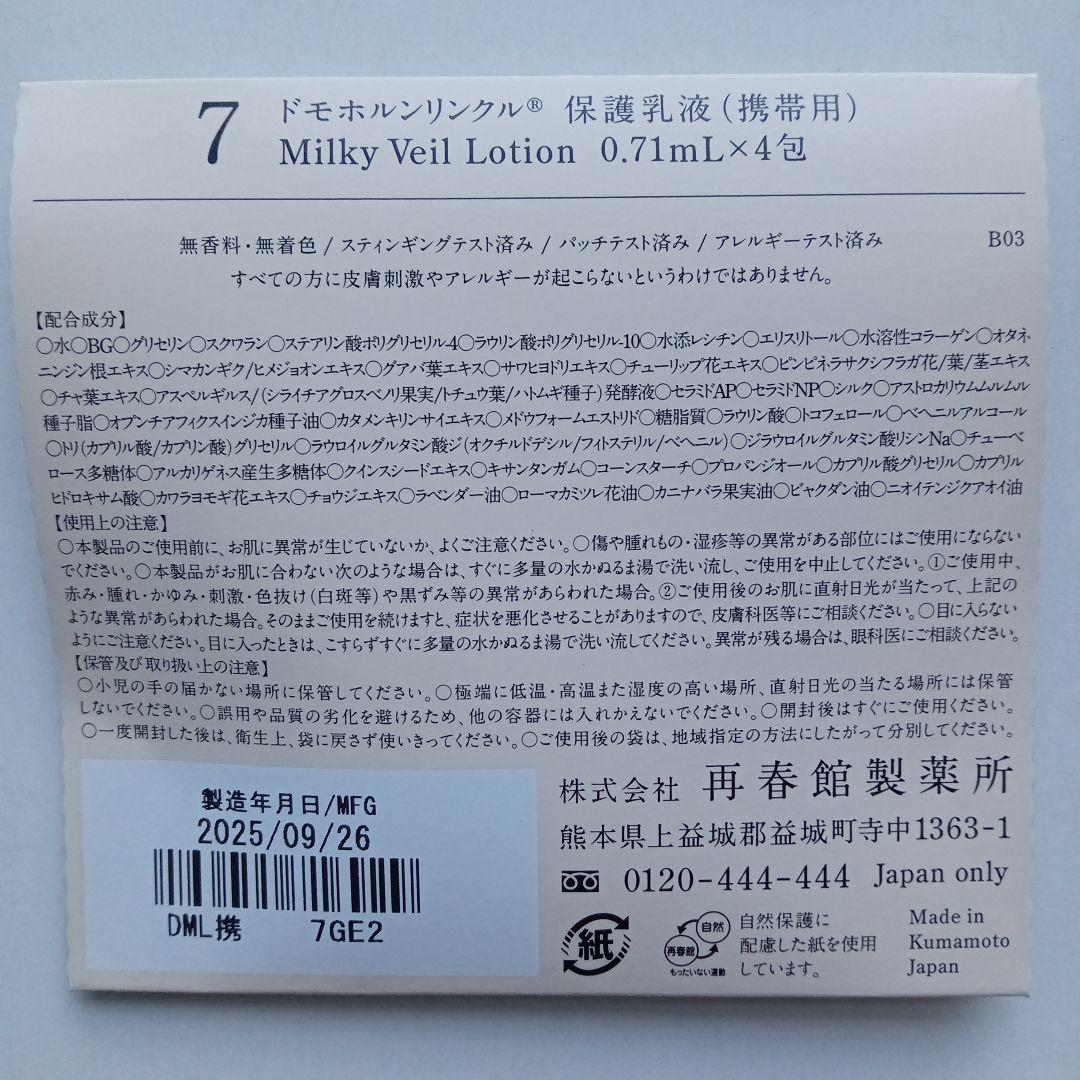 7 ドモホルンリンクル® 保護乳液(携帯用)
Milky Veil Lotion 0.71mL×4包
無香料・無着色 / スティンギングテスト済み / パッチテスト済み / アレルギーテスト済み B03
すべての方に皮膚刺激やアレルギーが起こらないというわけではありません。
【配合成分】
○水○BG○グリセリン○スクワラン○ステアリン酸ポリグリセリル-4○ラウリン酸ポリグリセリル-10○水添レシチン○エリスリトール○水溶性コラーゲン○オタネ
ニンジン根エキス○シマカンギク/ヒメジョオンエキス○グアバ葉エキス○サワヒヨドリエキス○チューリップ花エキス○ピンピネラサクシフラガ花/葉/茎エキス
○チャ葉エキス○アスペルギルス/(シライチアグロスベノリ果実/トチュウ葉/ハトムギ種子)発酵液○セラミドAP○セラミドNP○シルク○アストロカリウムムルムル
種子脂○オプンチアフィクスインジカ種子油○カタメンキリンサイエキス○メドウフォームエストリド○糖脂質○ラウリン酸○トコフェロール○ベヘニルアルコール
○トリ(カプリル酸/カプリン酸)グリセリル○ラウロイルグルタミン酸ジ(オクチルドデシル/フィトステリル/ベヘニル)○ジラウロイルグルタミン酸リシンNa○チューベ
ロース多糖体○アルカリゲネス産生多糖体○クインスシードエキス○キサンタンガム○コーンスターチ○プロパンジオール○カプリル酸グリセリル○カプリル
ヒドロキサム酸○カワラヨモギ花エキス○チョウジエキス○ラベンダー油○ローマカミツレ花油○カニナバラ果実油○ビャクダン油○ニオイテンジクアオイ油
【使用上の注意】
○本製品のご使用前に、お肌に異常が生じていないか、よくご注意ください。○傷や腫れもの・湿疹等の異常がある部位にはご使用にならない
でください。○本製品がお肌に合わない次のような場合は、すぐに多量の水かぬるま湯で洗い流し、ご使用を中止してください。①ご使用中、
赤み・腫れ・かゆみ・刺激・色抜け(白斑等)や黒ずみ等の異常があらわれた場合。②ご使用後のお肌に直射日光が当たって、上記の
ような異常があらわれた場合。そのままご使用を続けますと、症状を悪化させることがありますので、皮膚科医等にご相談ください。○目に入らない
ようにご注意ください。目に入ったときは、こすらずすぐに多量の水かぬるま湯で洗い流してください。異常が残る場合は、眼科医にご相談ください。
【保管及び取り扱い上の注意】
○小児の手の届かない場所に保管してください。○極端に低温・高温また湿度の高い場所、直射日光の当たる場所には保管
しないでください。○誤用や品質の劣化を避けるため、他の容器には入れかえないでください。○開封後はすぐにご使用ください。
○一度開封した後は、衛生上、袋に戻さず使いきってください。○ご使用後の袋は、地域指定の方法にしたがって分別してください。
製造年月日/MFG
2025/09/26
DML携 7GE2
株式会社 再春館製薬所
熊本県上益城郡益城町寺中1363-1
0120-444-444 Japan only
紙
自然
再春館
もったいない運動
自然保護に
配慮した紙を使用
しています。
Made in
Kumamoto
Japan